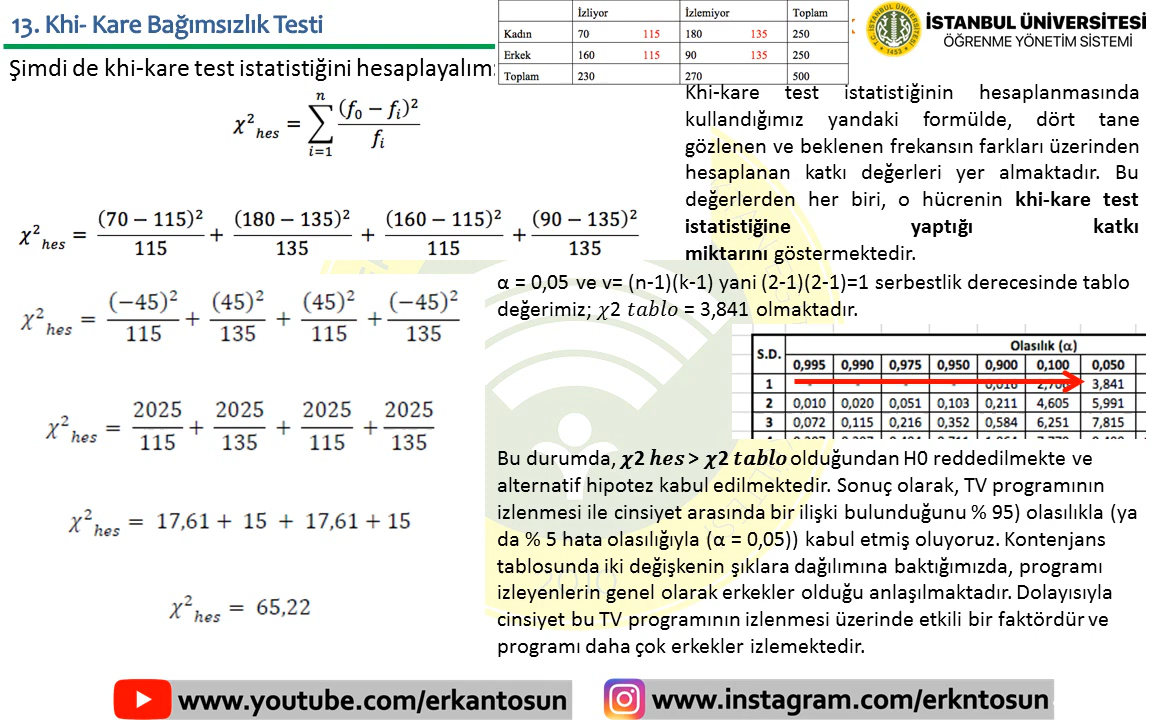 13. Khi- Kare Bağımsızlık Testi
İzliyor İzlemiyor Toplam
Kadın 70 115 180 135 250
Erkek 160 115 90 135 250
Toplam 230 270 500
İSTANBUL ÜNİVERSİTESİ
ÖĞRENME YÖNETİM SİSTEMİ
Şimdi de khi-kare test istatistiğini hesaplayalım:
χ²hes = ∑ⁿᵢ₌₁ (f₀ − fᵢ)² / fᵢ
χ²hes = (70 − 115)²/115 + (180 − 135)²/135 + (160 − 115)²/115 + (90 − 135)²/135
χ²hes = (−45)²/115 + (45)²/135 + (45)²/115 + (−45)²/135
χ²hes = 2025/115 + 2025/135 + 2025/115 + 2025/135
χ²hes = 17,61 + 15 + 17,61 + 15
χ²hes = 65,22
Khi-kare test istatistiğinin hesaplanmasında
kullandığımız yandaki formülde, dört tane
gözlenen ve beklenen frekansın farkları üzerinden
hesaplanan katkı değerleri yer almaktadır. Bu
değerlerden her biri, o hücrenin khi-kare test
istatistiğine yaptığı katkı
miktarını göstermektedir.
α = 0,05 ve v= (n-1)(k-1) yani (2-1)(2-1)=1 serbestlik derecesinde tablo
değerimiz; χ2 tablo = 3,841 olmaktadır.
S.D. Olasılık (α)
0,995 0,990 0,975 0,950 0,900 0,100 0,050
1 - - - - 0,016 2,706 3,841
2 0,010 0,020 0,051 0,103 0,211 4,605 5,991
3 0,072 0,115 0,216 0,352 0,584 6,251 7,815
Bu durumda, χ2 hes > χ2 tablo olduğundan H0 reddedilmekte ve
alternatif hipotez kabul edilmektedir. Sonuç olarak, TV programının
izlenmesi ile cinsiyet arasında bir ilişki bulunduğunu % 95) olasılıkla (ya
da % 5 hata olasılığıyla (α = 0,05)) kabul etmiş oluyoruz. Kontenjans
tablosunda iki değişkenin şıklara dağılımına baktığımızda, programı
izleyenlerin genel olarak erkekler olduğu anlaşılmaktadır. Dolayısıyla
cinsiyet bu TV programının izlenmesi üzerinde etkili bir faktördür ve
programı daha çok erkekler izlemektedir.
2010
www.youtube.com/erkantosun
www.instagram.com/erkntosun